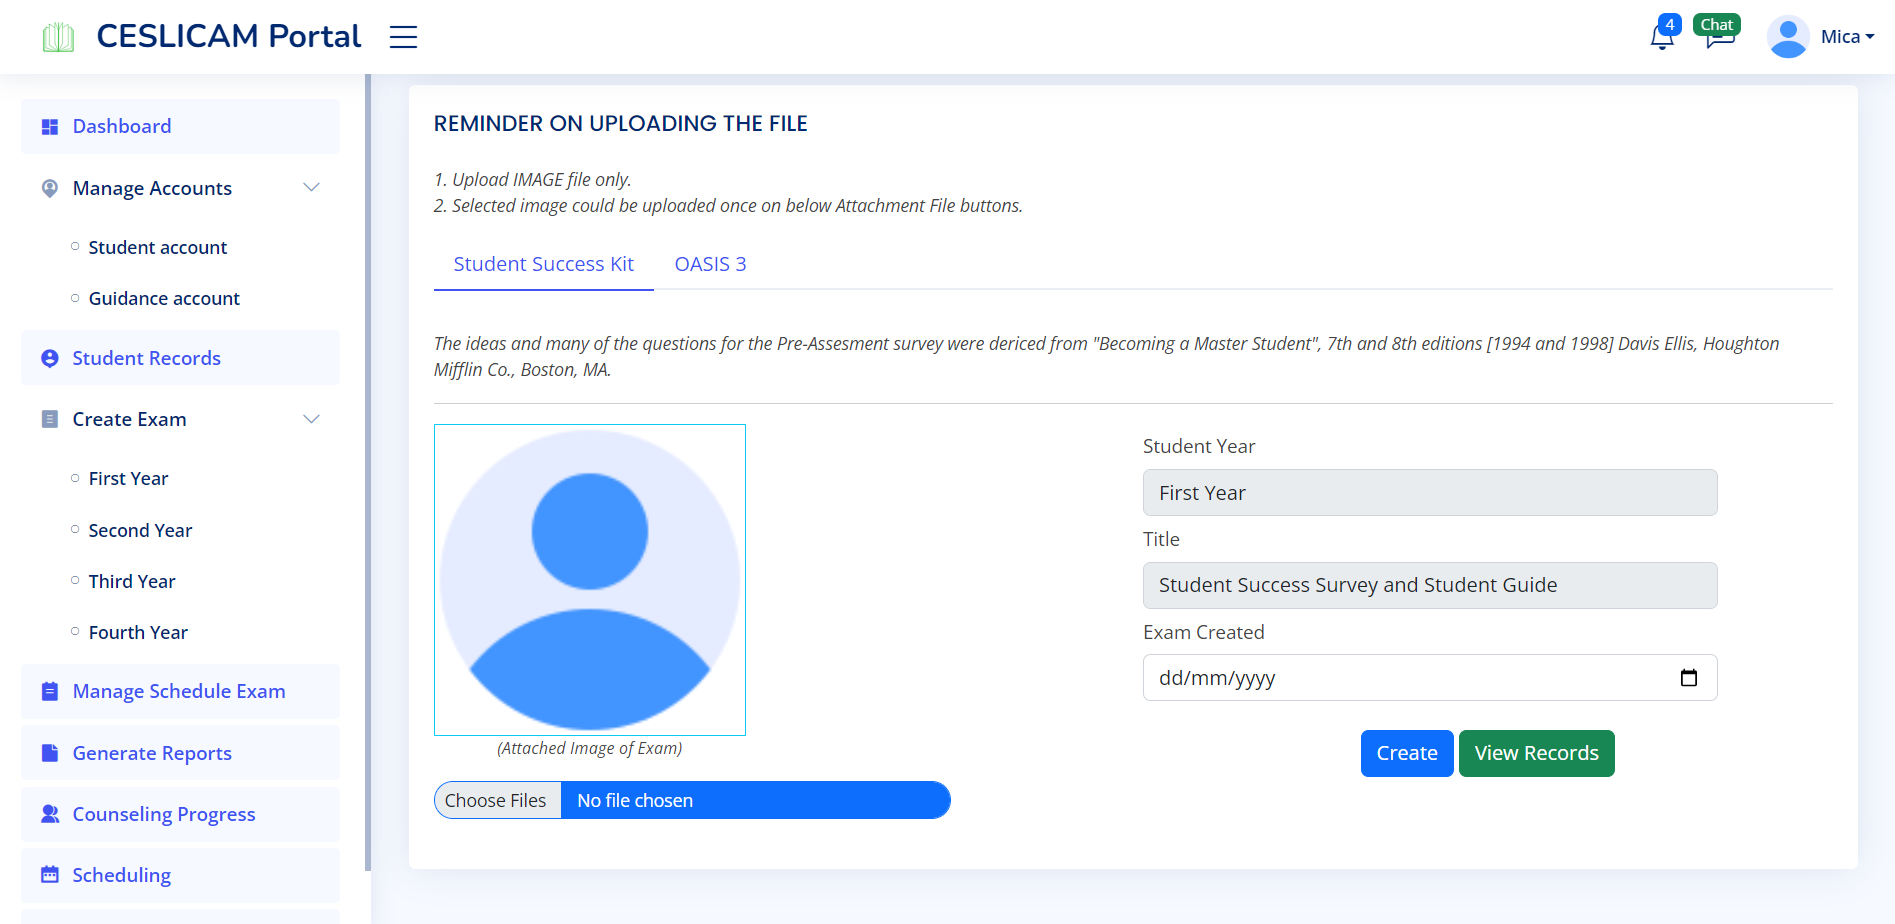 CESLICAM Portal
4
Chat
Mica
Dashboard
Manage Accounts
Student account
Guidance account
Student Records
Create Exam
First Year
Second Year
Third Year
Fourth Year
Manage Schedule Exam
Generate Reports
Counseling Progress
Scheduling
REMINDER ON UPLOADING THE FILE
1. Upload IMAGE file only.
2. Selected image could be uploaded once on below Attachment File buttons.
Student Success Kit
OASIS 3
The ideas and many of the questions for the Pre-Assesment survey were dericed from "Becoming a Master Student", 7th and 8th editions [1994 and 1998] Davis Ellis, Houghton
Mifflin Co., Boston, MA.
(Attached Image of Exam)
Choose Files No file chosen
Student Year
First Year
Title
Student Success Survey and Student Guide
Exam Created
dd/mm/yyyy
Create
View Records